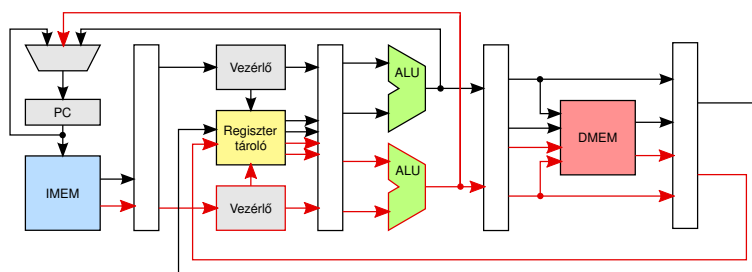 Vezérlő
ALU
PC
Regiszter
tároló
DMEM
IMEM
ALU
Vezérlő